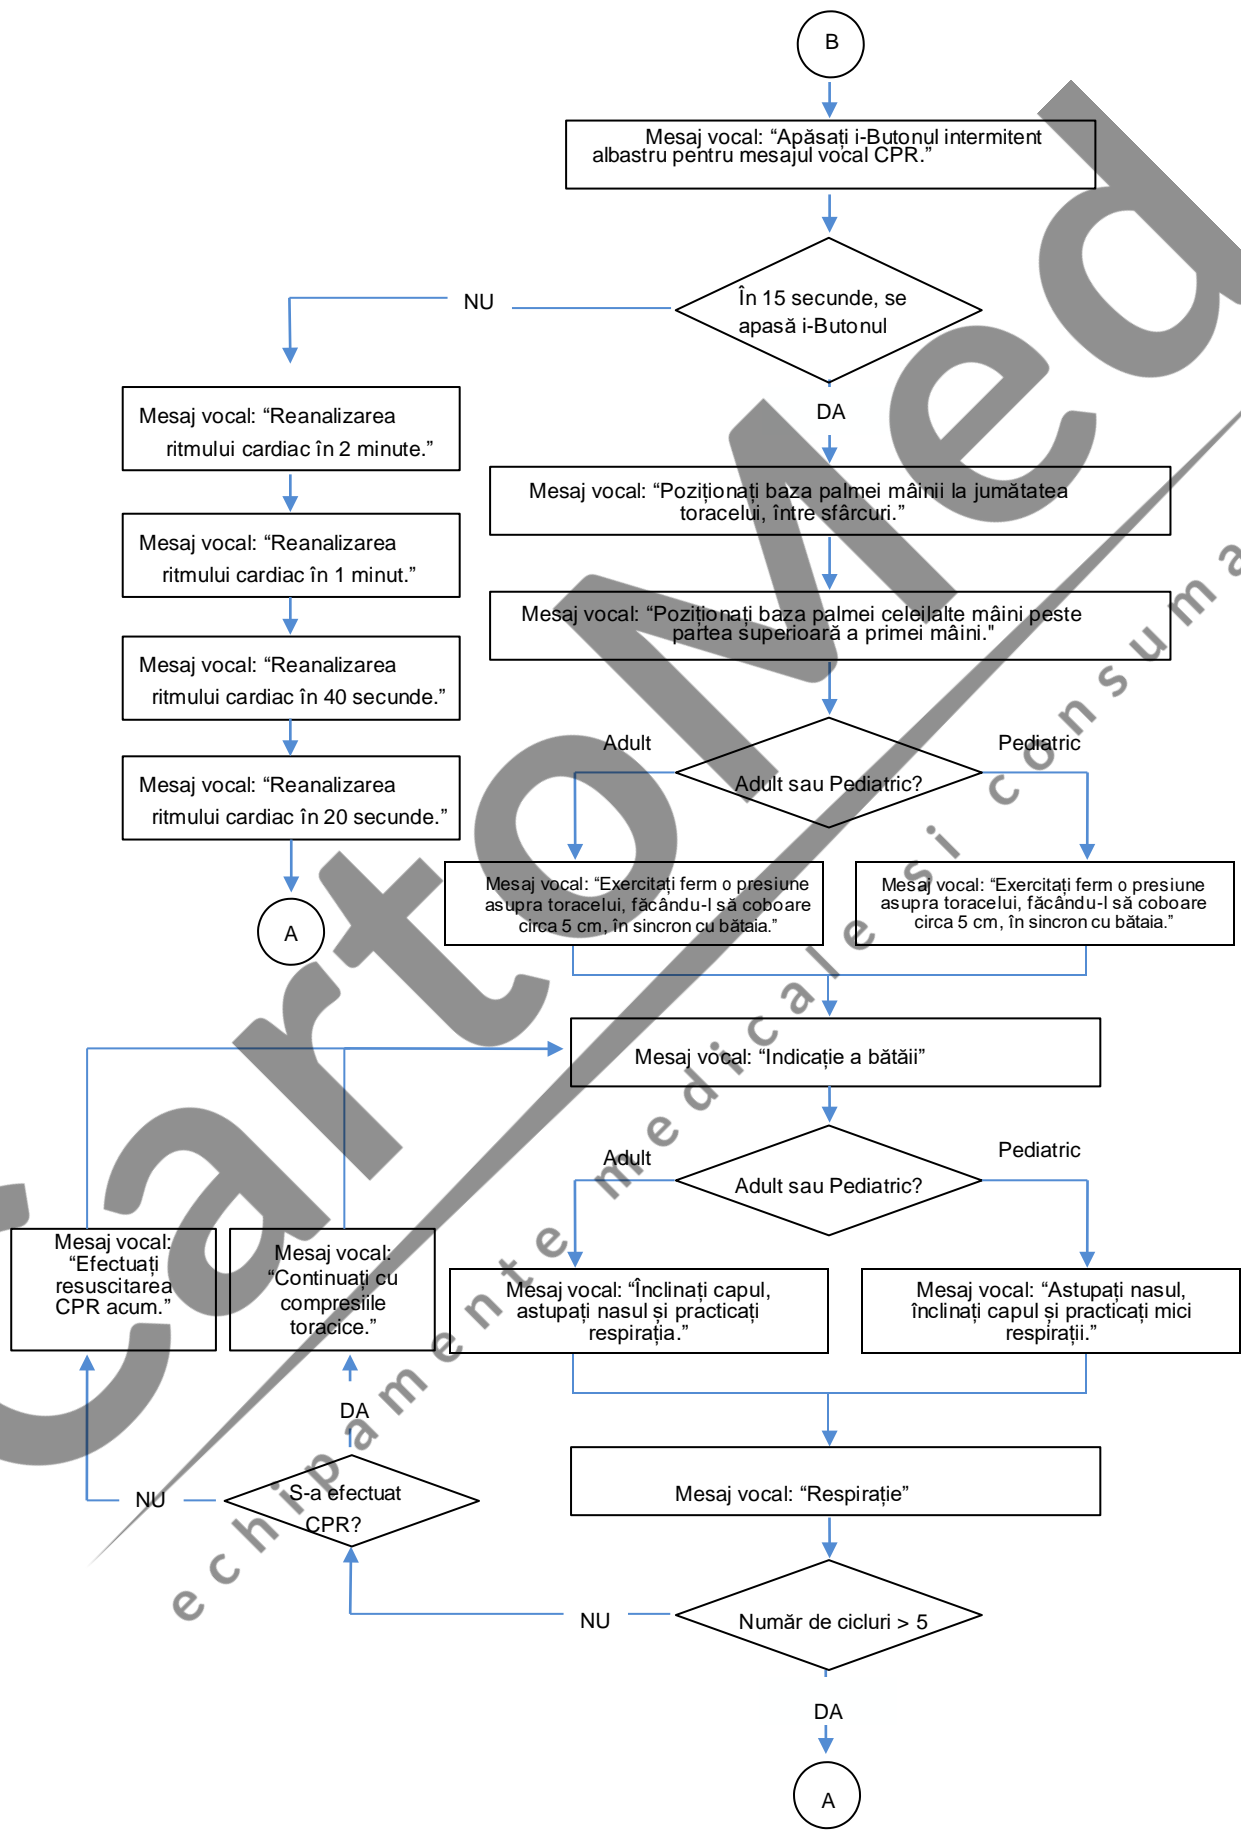 B
Mesaj vocal: “Apăsați i-Butonul intermitent
albastru pentru mesajul vocal CPR.”
În 15 secunde, se
apasă i-Butonul
NU
DA
Mesaj vocal: “Reanalizarea
ritmului cardiac în 2 minute.”
Mesaj vocal: “Reanalizarea
ritmului cardiac în 1 minut.”
Mesaj vocal: “Reanalizarea
ritmului cardiac în 40 secunde.”
Mesaj vocal: “Reanalizarea
ritmului cardiac în 20 secunde.”
A
Mesaj vocal: “Poziționați baza palmei mâinii la jumătatea
toracelui, între sfârcuri.”
Mesaj vocal: “Poziționați baza palmei celeilalte mâini peste
partea superioară a primei mâini."
Adult
Pediatric
Adult sau Pediatric?
Mesaj vocal: “Exercitați ferm o presiune
asupra toracelui, făcându-l să coboare
circa 5 cm, în sincron cu bătaia.”
Mesaj vocal: “Exercitați ferm o presiune
asupra toracelui, făcându-l să coboare
circa 5 cm, în sincron cu bătaia.”
Mesaj vocal: “Indicație a bătăii”
Adult
Pediatric
Adult sau Pediatric?
Mesaj vocal:
“Efectuați
resuscitarea
CPR acum.”
Mesaj vocal:
“Continuați cu
compresiile
toracice.”
Mesaj vocal: “Înclinați capul,
astupați nasul și practicați
respirația.”
Mesaj vocal: “Astupați nasul,
înclinați capul și practicați mici
respirații.”
DA
NU
S-a efectuat
CPR?
Mesaj vocal: “Respirație”
NU
Număr de cicluri > 5
DA
A
CartoMed
echipamente medicale si consuma